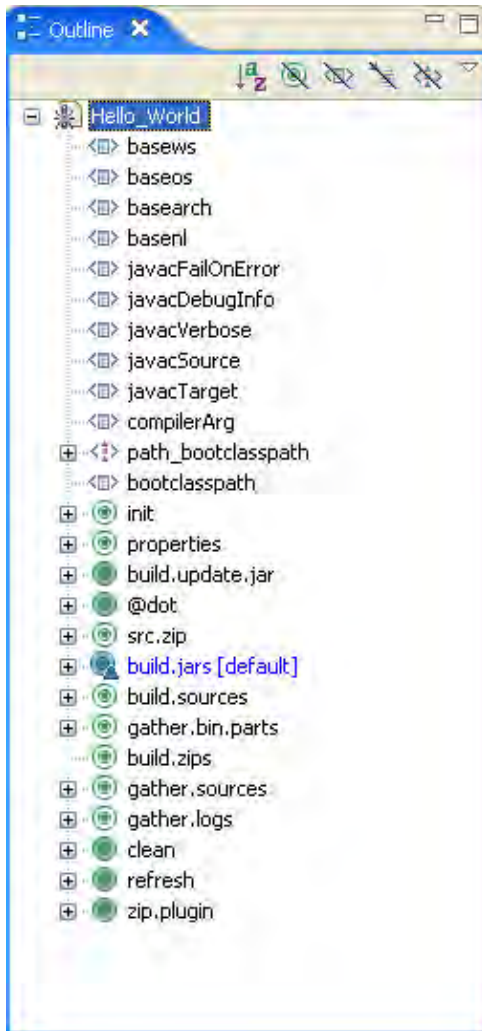 Outline
Hello_World
basews
baseos
basearch
basenl
javacFailOnError
javacDebugInfo
javacVerbose
javacSource
javacTarget
compilerArg
path_bootclasspath
bootclasspath
init
properties
build.update.jar
@dot
src.zip
build.jars [default]
build.sources
gather.bin.parts
build.zips
gather.sources
gather.logs
clean
refresh
zip.plugin